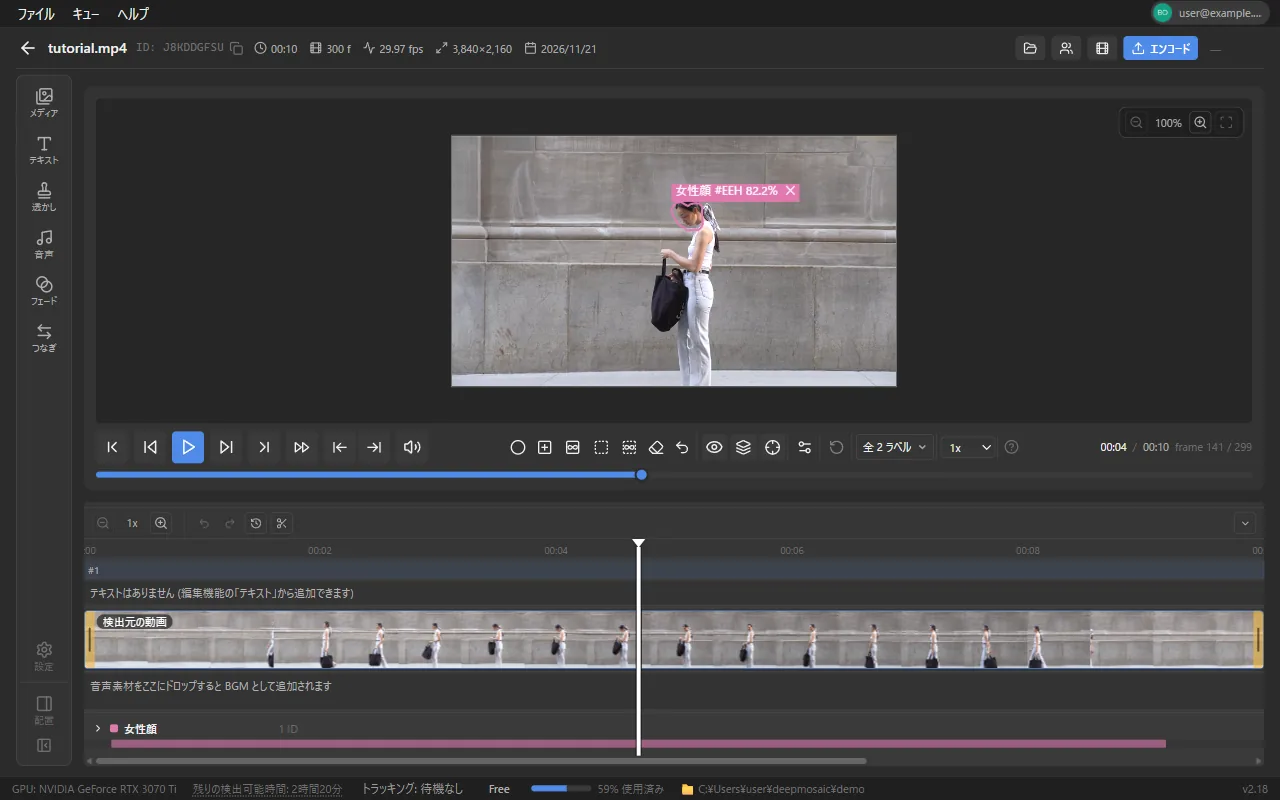 ファイル キュー ヘルプ
BD user@example....
tutorial.mp4 ID: J8KDDGFSU 00:10 300 f 29.97 fps 3,840×2,160 2026/11/21
エンコード
メディア
テキスト
透かし
音声
フェード
つなぎ
設定
配置
100%
女性顔 #EEH 82.2%
全 2 ラベル 1x 00:04 / 00:10 frame 141 / 299
1x
:00 00:02 00:04 00:06 00:08 00:
#1
テキストはありません (編集機能の「テキスト」から追加できます)
検出元の動画
音声素材をここにドロップすると BGM として追加されます
女性顔 1 ID
GPU: NVIDIA GeForce RTX 3070 Ti 残りの検出可能時間: 2時間20分 トラッキング: 待機なし Free 59% 使用済み C:¥Users¥user¥deepmosaic¥demo v2.18